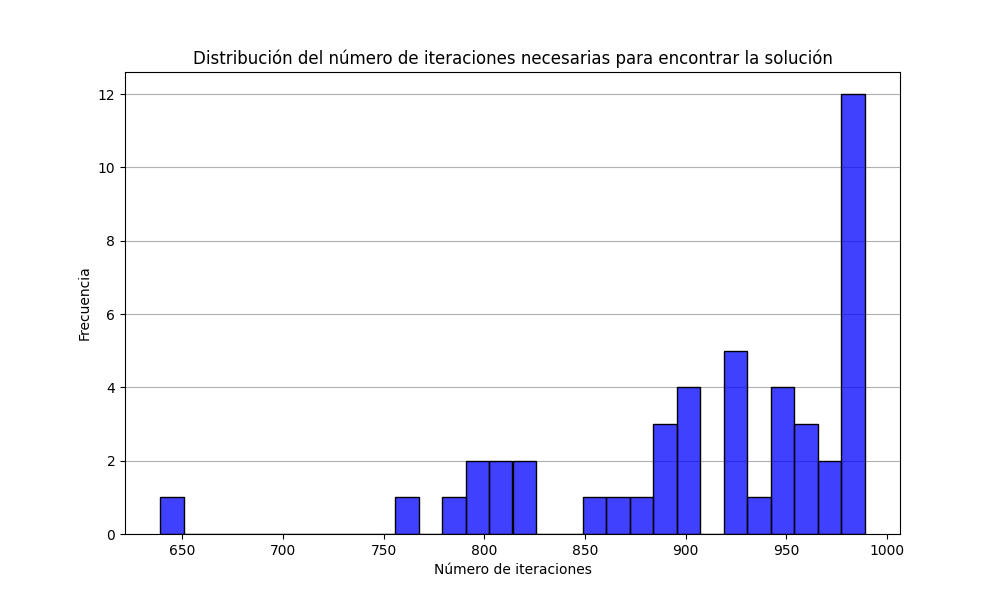 Distribución del número de iteraciones necesarias para encontrar la solución
12
10
8
6
4
2
0
Frecuencia
650 700 750 800 850 900 950 1000
Número de iteraciones